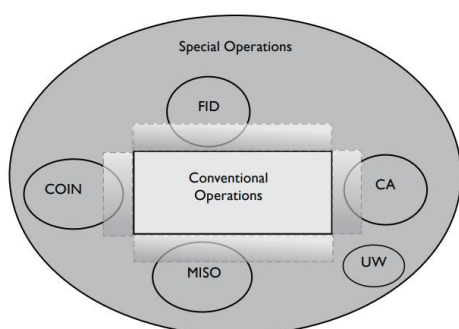 Special Operations
FID
COIN
Conventional
Operations
CA
UW
MISO